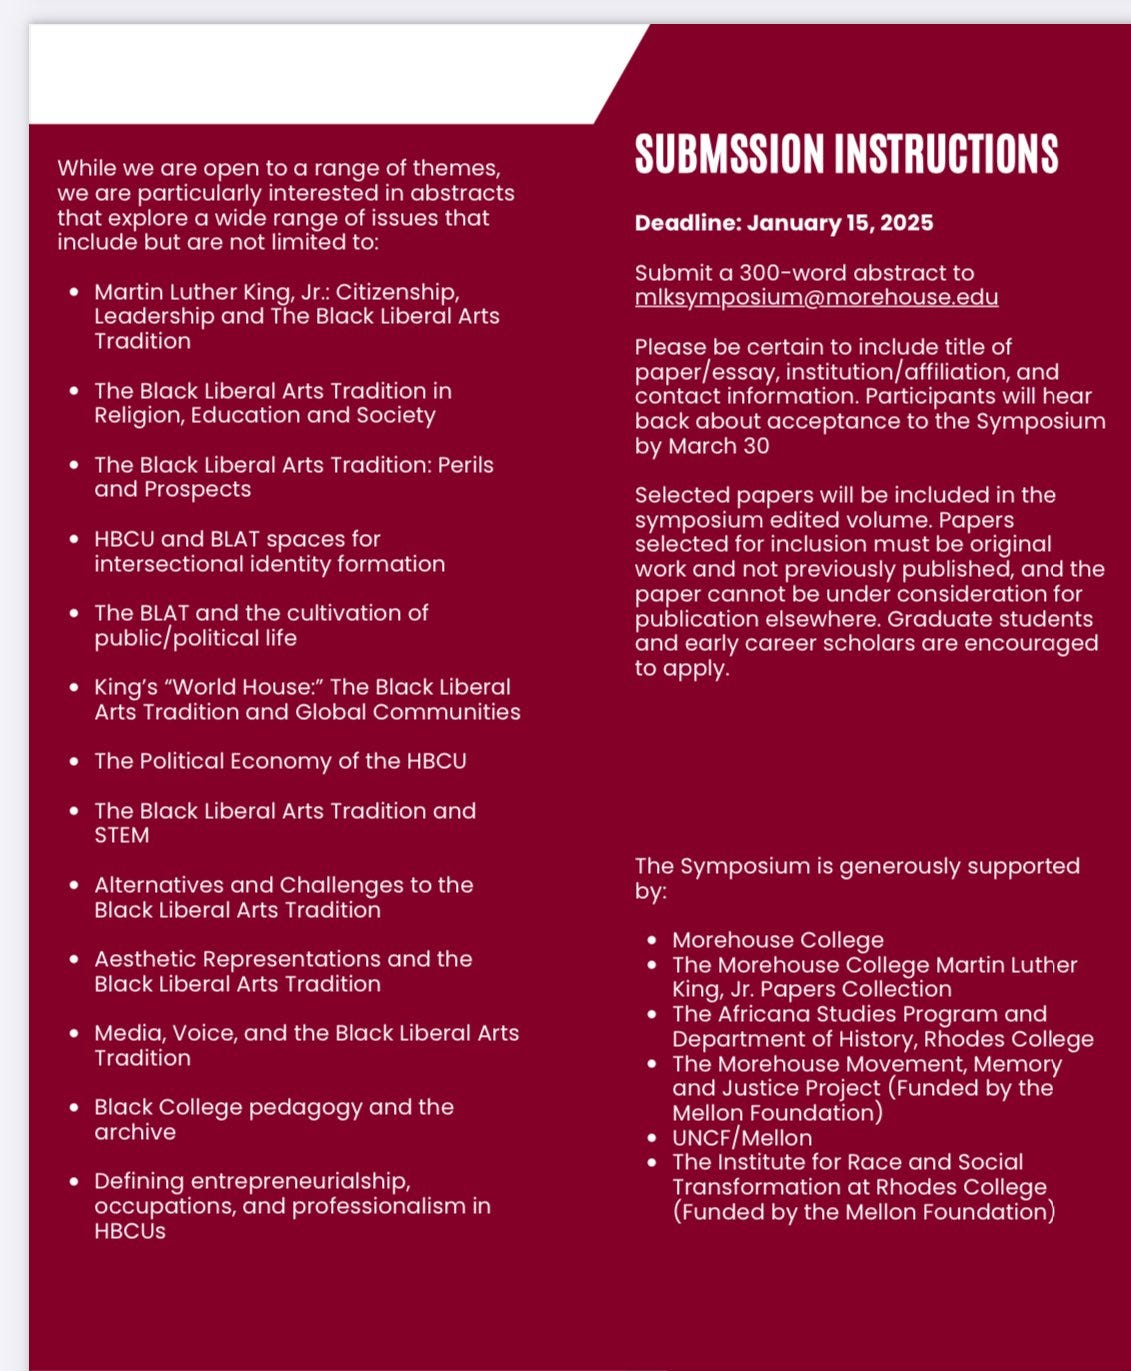 While we are open to a range of themes,
we are particularly interested in abstracts
that explore a wide range of issues that
include but are not limited to:
• Martin Luther King, Jr.: Citizenship,
Leadership and The Black Liberal Arts
Tradition
• The Black Liberal Arts Tradition in
Religion, Education and Society
• The Black Liberal Arts Tradition: Perils
and Prospects
• HBCU and BLAT spaces for
intersectional identity formation
• The BLAT and the cultivation of
public/political life
• King’s “World House:” The Black Liberal
Arts Tradition and Global Communities
• The Political Economy of the HBCU
• The Black Liberal Arts Tradition and
STEM
• Alternatives and Challenges to the
Black Liberal Arts Tradition
• Aesthetic Representations and the
Black Liberal Arts Tradition
• Media, Voice, and the Black Liberal Arts
Tradition
• Black College pedagogy and the
archive
• Defining entrepreneurialship,
occupations, and professionalism in
HBCUs
SUBMSSION INSTRUCTIONS
Deadline: January 15, 2025
Submit a 300-word abstract to
mlksymposium@morehouse.edu
Please be certain to include title of
paper/essay, institution/affiliation, and
contact information. Participants will hear
back about acceptance to the Symposium
by March 30
Selected papers will be included in the
symposium edited volume. Papers
selected for inclusion must be original
work and not previously published, and the
paper cannot be under consideration for
publication elsewhere. Graduate students
and early career scholars are encouraged
to apply.
The Symposium is generously supported
by:
• Morehouse College
• The Morehouse College Martin Luther
King, Jr. Papers Collection
• The Africana Studies Program and
Department of History, Rhodes College
• The Morehouse Movement, Memory
and Justice Project (Funded by the
Mellon Foundation)
• UNCF/Mellon
• The Institute for Race and Social
Transformation at Rhodes College
(Funded by the Mellon Foundation)